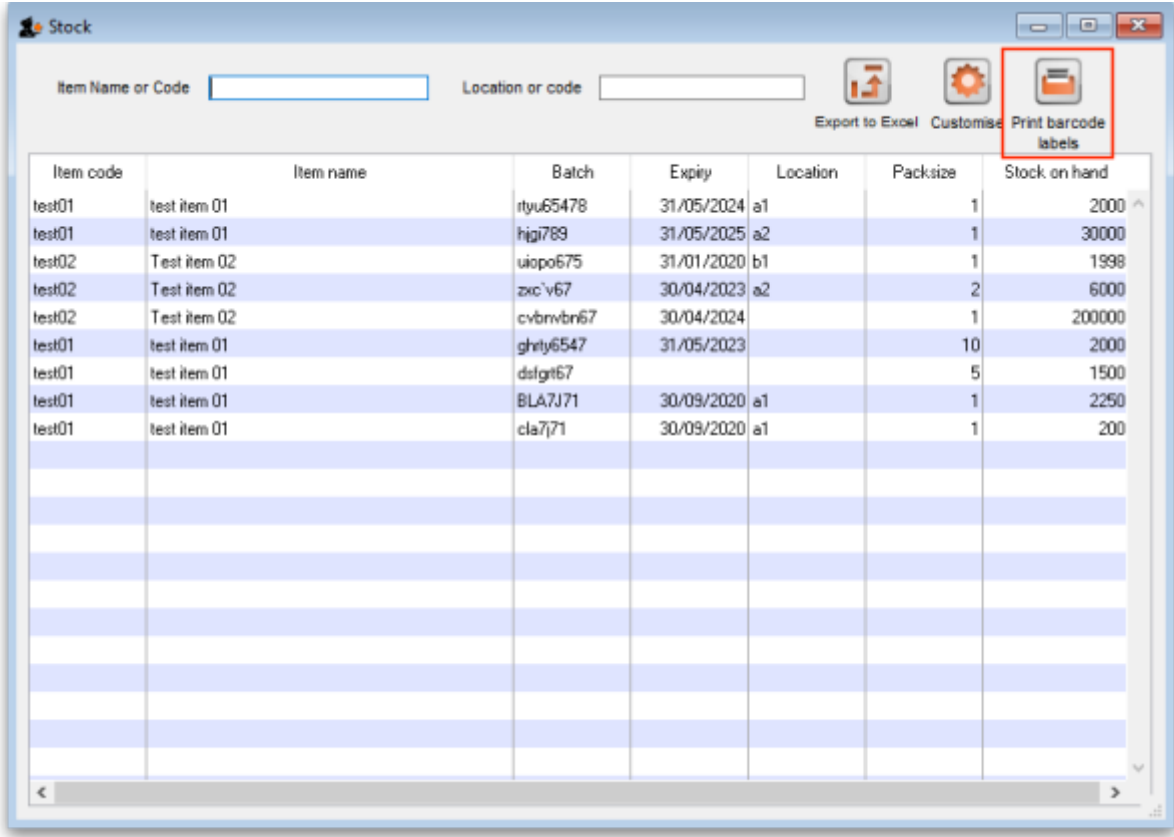 Stock
Item Name or Code Location or code
Export to Excel Customise Print barcode labels
Item code Item name Batch Expiry Location Packsize Stock on hand
test01 test item 01 rtyu65478 31/05/2024 a1 1 2000
test01 test item 01 hjgi789 31/05/2025 a2 1 30000
test02 Test item 02 uiopo675 31/01/2020 b1 1 1998
test02 Test item 02 zxc`v67 30/04/2023 a2 2 6000
test02 Test item 02 cvbnvbn67 30/04/2024 1 200000
test01 test item 01 ghrty6547 31/05/2023 10 2000
test01 test item 01 dsfgrt67 5 1500
test01 test item 01 BLA7J71 30/09/2020 a1 1 2250
test01 test item 01 cla7j71 30/09/2020 a1 1 200